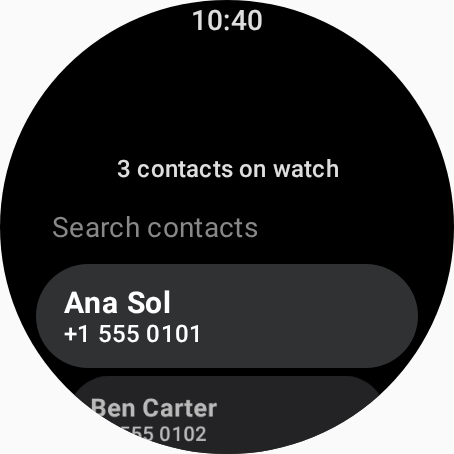 10:40
3 contacts on watch
Search contacts
Ana Sol
+1 555 0101
Ben Carter
555 0102